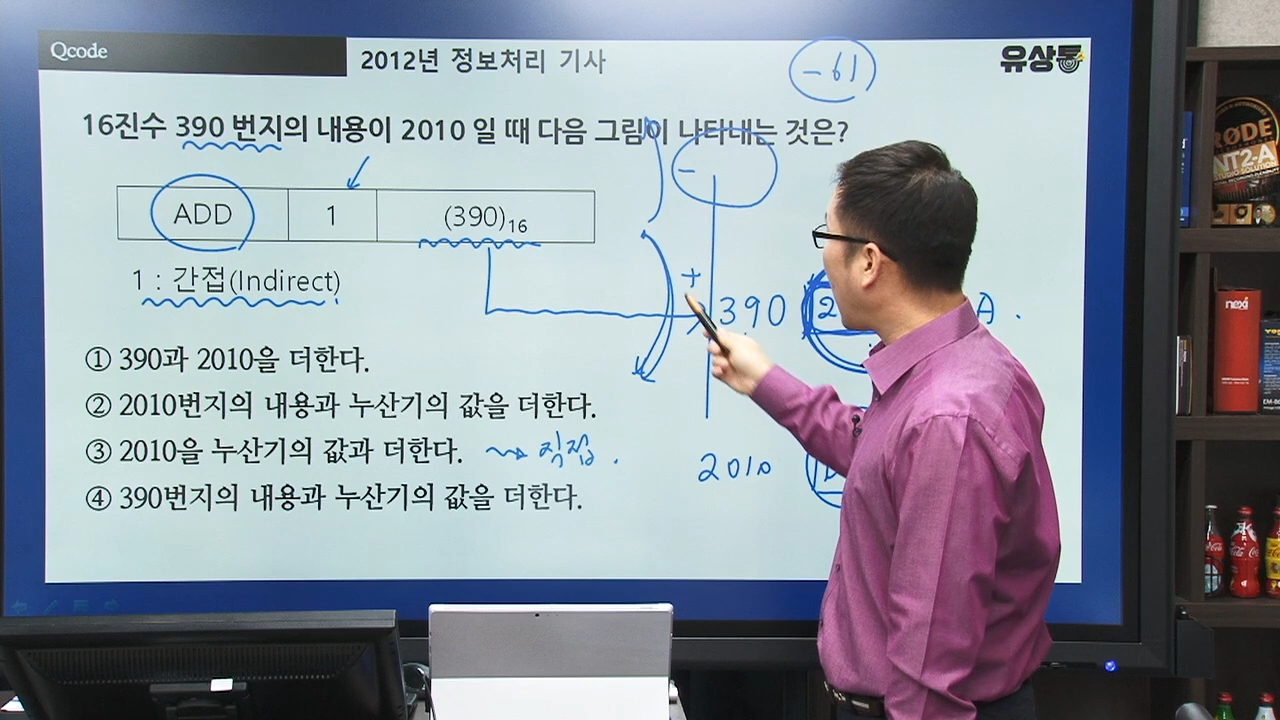 Qcode
2012년 정보처리 기사
-61
유상통
16진수 390 번지의 내용이 2010 일 때 다음 그림이 나타내는 것은?
-
ADD 1 (390)16
1 : 간접(Indirect)
+
390 2 A .
① 390과 2010을 더한다.
② 2010번지의 내용과 누산기의 값을 더한다.
③ 2010을 누산기의 값과 더한다. 직접 .
④ 390번지의 내용과 누산기의 값을 더한다.
2010
RØDE
NT2-A
nexi